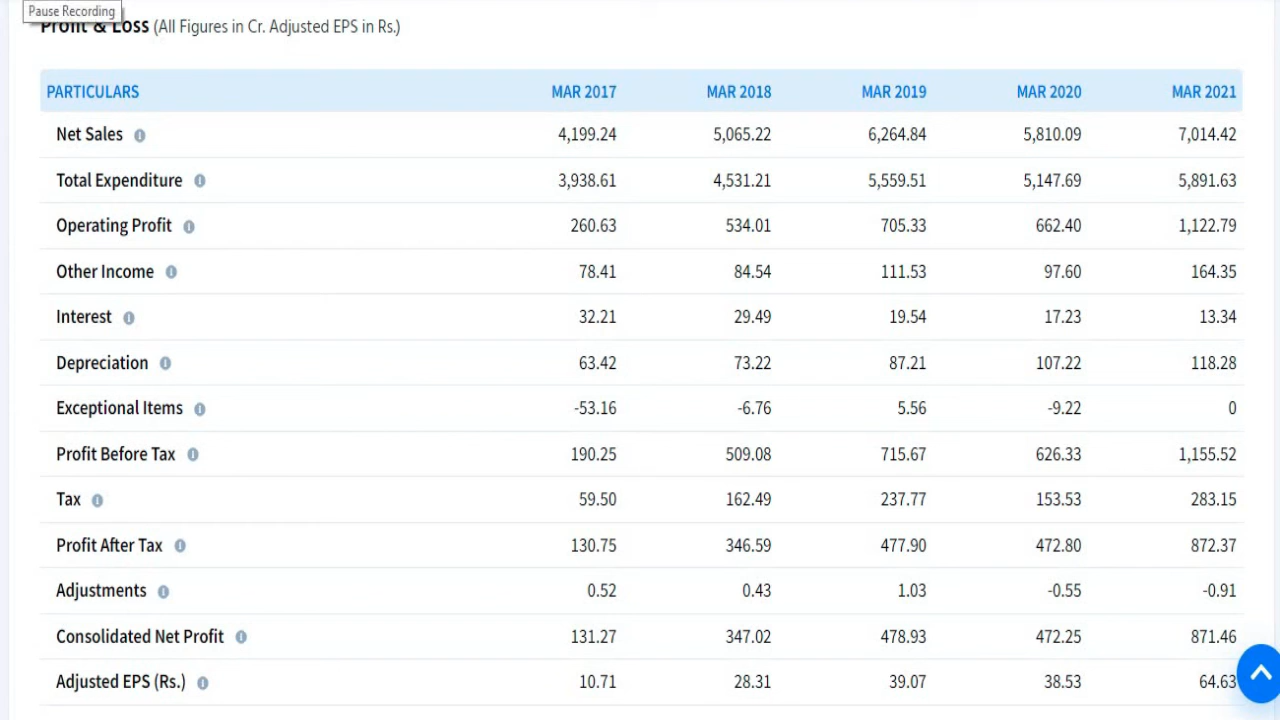 Pause Recording
Profit & Loss (All Figures in Cr. Adjusted EPS in Rs.)
PARTICULARS MAR 2017 MAR 2018 MAR 2019 MAR 2020 MAR 2021
Net Sales 4,199.24 5,065.22 6,264.84 5,810.09 7,014.42
Total Expenditure 3,938.61 4,531.21 5,559.51 5,147.69 5,891.63
Operating Profit 260.63 534.01 705.33 662.40 1,122.79
Other Income 78.41 84.54 111.53 97.60 164.35
Interest 32.21 29.49 19.54 17.23 13.34
Depreciation 63.42 73.22 87.21 107.22 118.28
Exceptional Items -53.16 -6.76 5.56 -9.22 0
Profit Before Tax 190.25 509.08 715.67 626.33 1,155.52
Tax 59.50 162.49 237.77 153.53 283.15
Profit After Tax 130.75 346.59 477.90 472.80 872.37
Adjustments 0.52 0.43 1.03 -0.55 -0.91
Consolidated Net Profit 131.27 347.02 478.93 472.25 871.46
Adjusted EPS (Rs.) 10.71 28.31 39.07 38.53 64.63